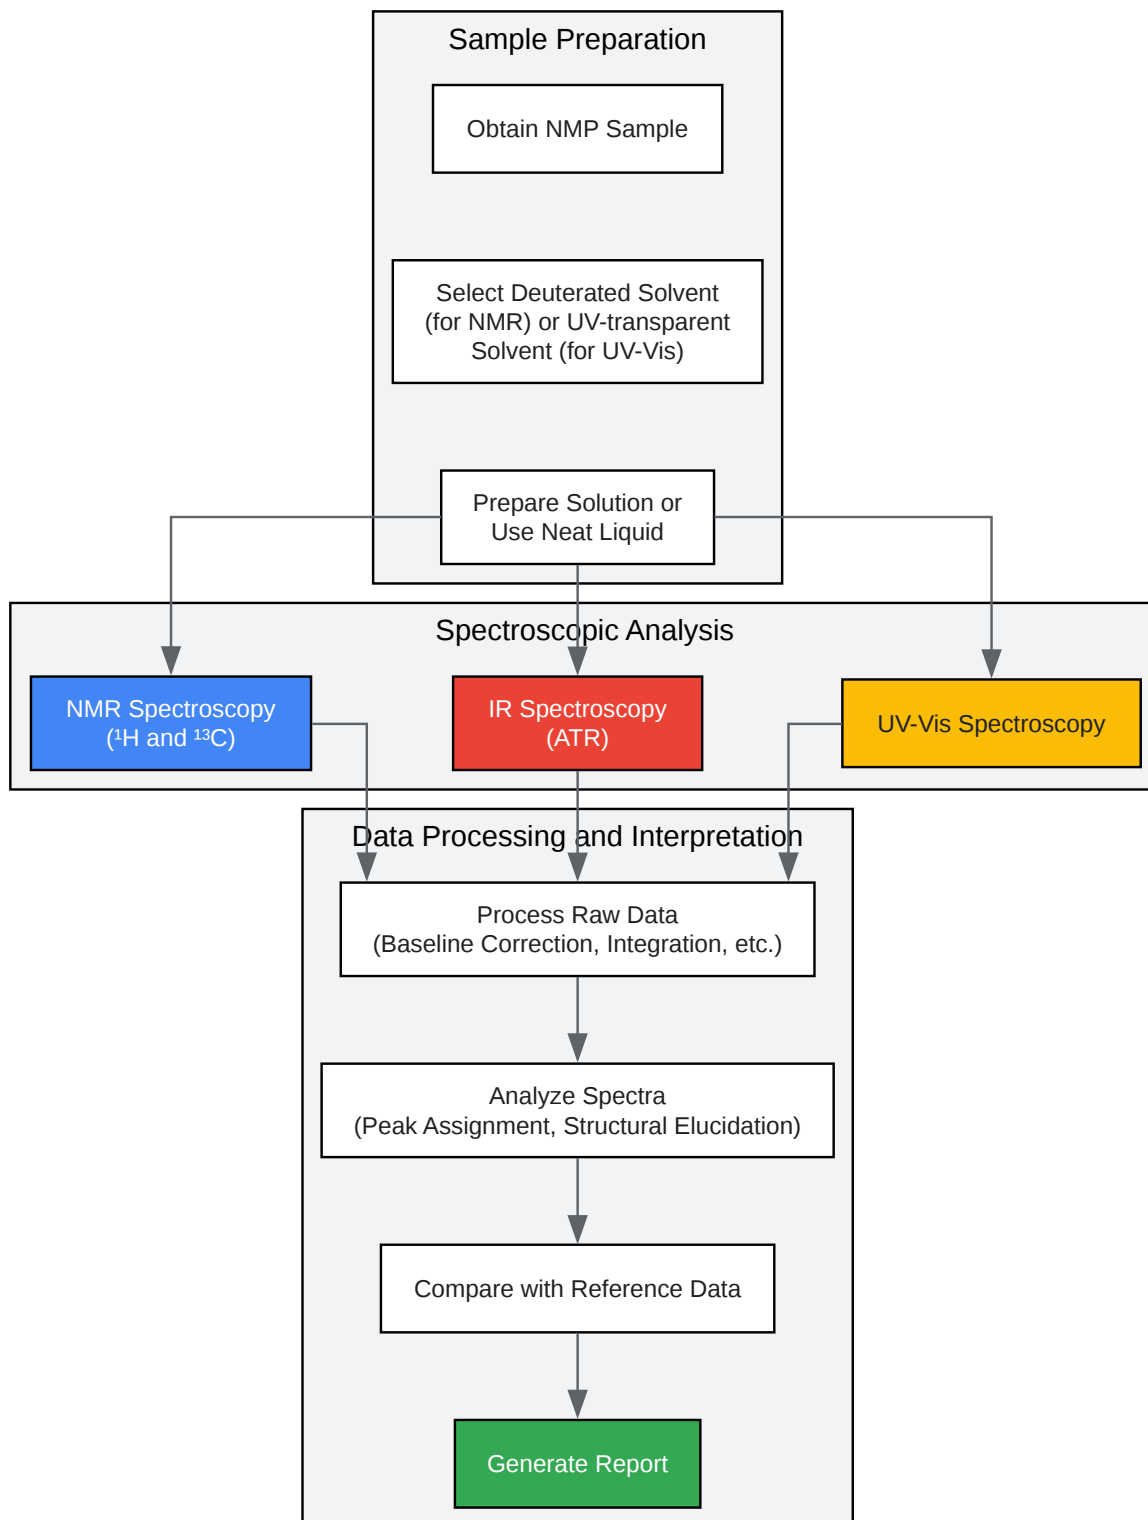 Sample Preparation
Obtain NMP Sample
Select Deuterated Solvent
(for NMR) or UV-transparent
Solvent (for UV-Vis)
Prepare Solution or
Use Neat Liquid
Spectroscopic Analysis
NMR Spectroscopy
(¹H and ¹³C)
IR Spectroscopy
(ATR)
UV-Vis Spectroscopy
Data Processing and Interpretation
Process Raw Data
(Baseline Correction, Integration, etc.)
Analyze Spectra
(Peak Assignment, Structural Elucidation)
Compare with Reference Data
Generate Report